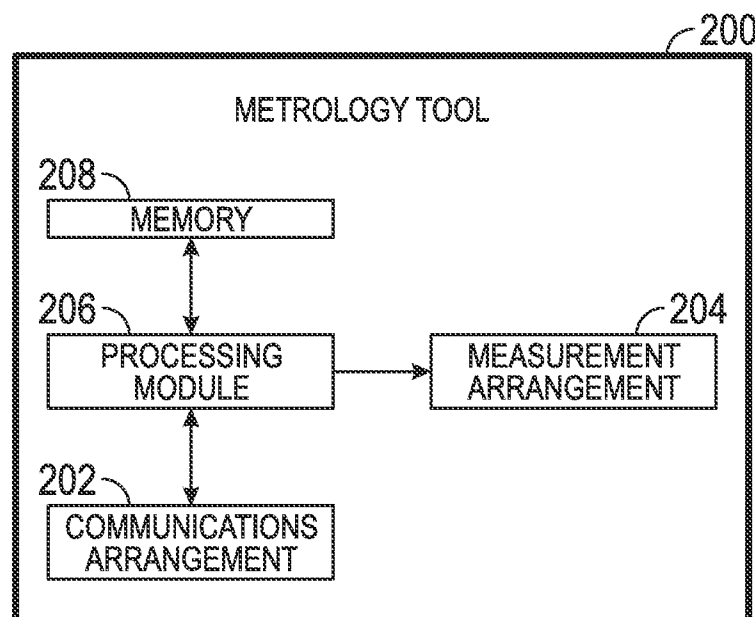 200
METROLOGY TOOL
208
MEMORY
206
PROCESSING
MODULE
204
MEASUREMENT
ARRANGEMENT
202
COMMUNICATIONS
ARRANGEMENT